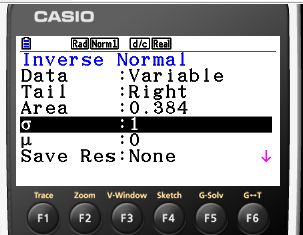 CASIO
Rad Norm1 d/c Real
Inverse Normal
Data :Variable
Tail :Right
Area :0.384
σ :1
μ :0
Save Res:None ↓
Trace Zoom V-Window Sketch G-Solv G↔T
F1 F2 F3 F4 F5 F6